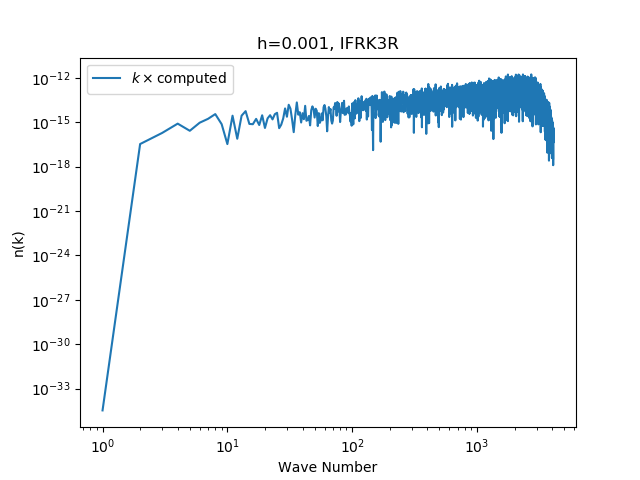 h=0.001, IFRK3R
k × computed
n(k)
10⁻¹²
10⁻¹⁵
10⁻¹⁸
10⁻²¹
10⁻²⁴
10⁻²⁷
10⁻³⁰
10⁻³³
10⁰ 10¹ 10² 10³
Wave Number